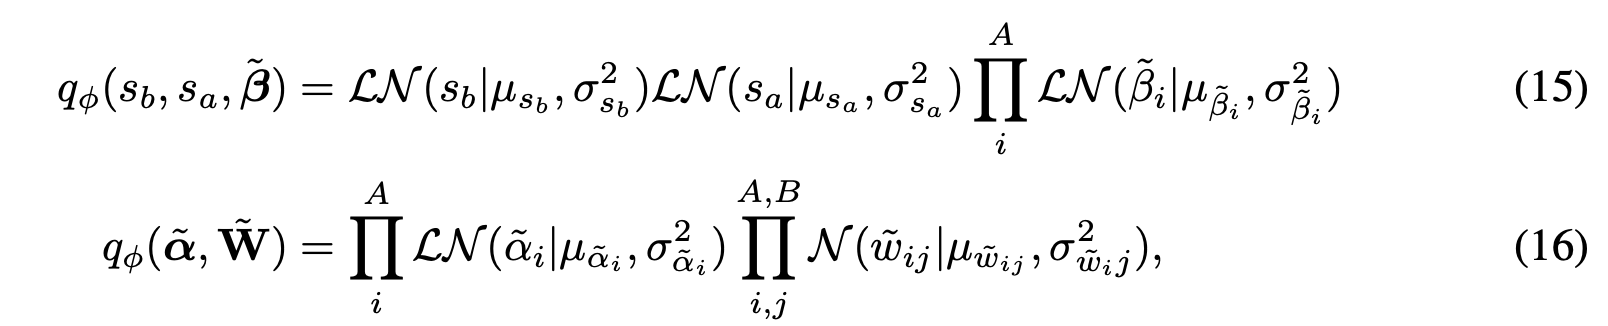 $q_\phi(s_b, s_a, \tilde{\boldsymbol{\beta}}) = \mathcal{LN}(s_b|\mu_{s_b}, \sigma^2_{s_b})\mathcal{LN}(s_a|\mu_{s_a}, \sigma^2_{s_a}) \prod_{i}^{A} \mathcal{LN}(\tilde{\beta}_i|\mu_{\tilde{\beta}_i}, \sigma^2_{\tilde{\beta}_i})$ (15)
$q_\phi(\tilde{\boldsymbol{\alpha}}, \tilde{\mathbf{W}}) = \prod_{i}^{A} \mathcal{LN}(\tilde{\alpha}_i|\mu_{\tilde{\alpha}_i}, \sigma^2_{\tilde{\alpha}_i}) \prod_{i,j}^{A,B} \mathcal{N}(\tilde{w}_{ij}|\mu_{\tilde{w}_{ij}}, \sigma^2_{\tilde{w}_i j}),$ (16)